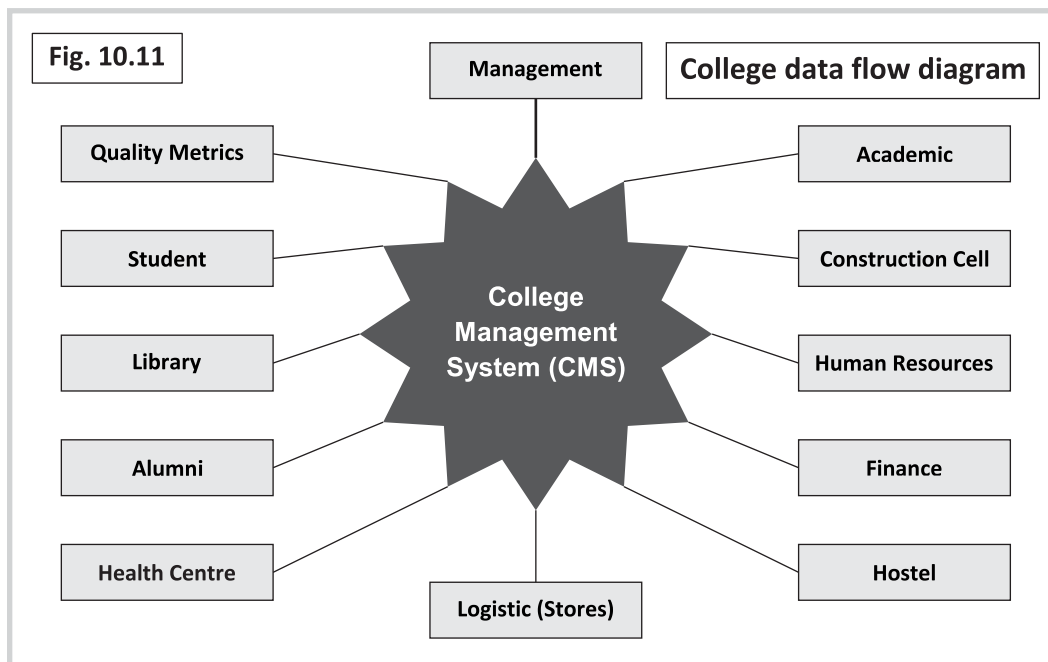 Fig. 10.11
Management
College data flow diagram
Quality Metrics
Academic
Student
Construction Cell
College
Management
System (CMS)
Library
Human Resources
Alumni
Finance
Health Centre
Hostel
Logistic (Stores)